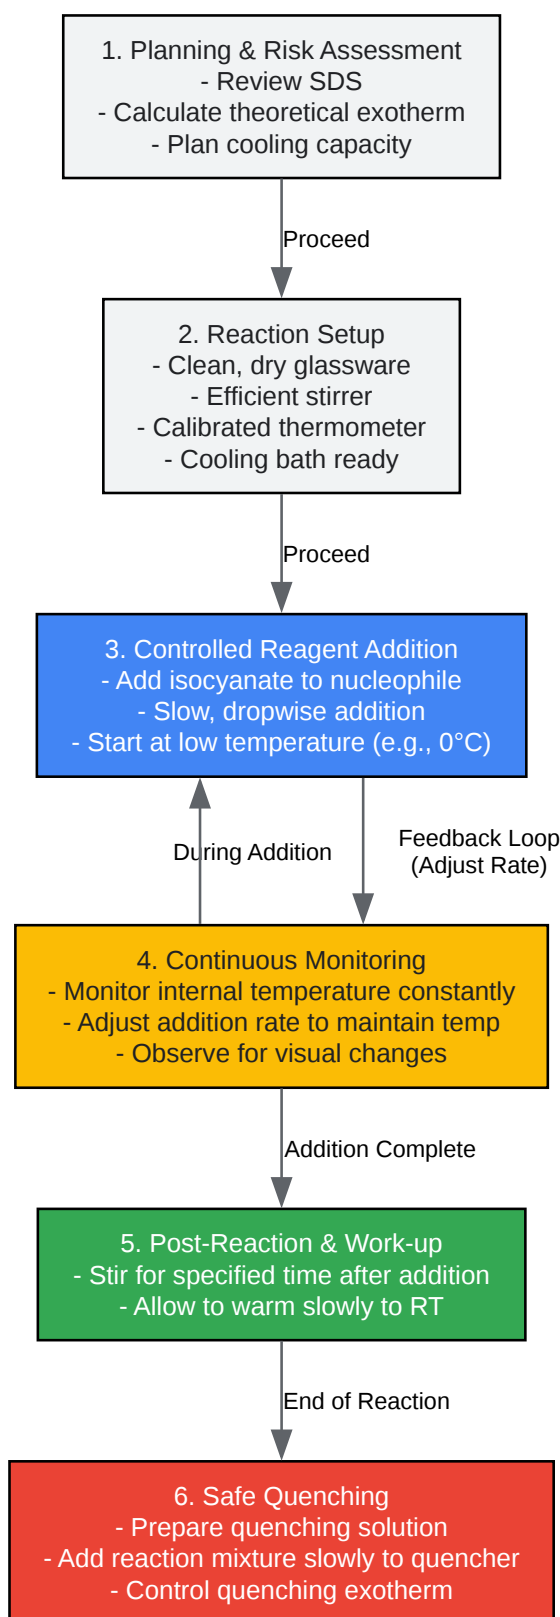 1. Planning & Risk Assessment
- Review SDS
- Calculate theoretical exotherm
- Plan cooling capacity
Proceed
2. Reaction Setup
- Clean, dry glassware
- Efficient stirrer
- Calibrated thermometer
- Cooling bath ready
Proceed
3. Controlled Reagent Addition
- Add isocyanate to nucleophile
- Slow, dropwise addition
- Start at low temperature (e.g., 0°C)
During Addition
Feedback Loop
(Adjust Rate)
4. Continuous Monitoring
- Monitor internal temperature constantly
- Adjust addition rate to maintain temp
- Observe for visual changes
Addition Complete
5. Post-Reaction & Work-up
- Stir for specified time after addition
- Allow to warm slowly to RT
End of Reaction
6. Safe Quenching
- Prepare quenching solution
- Add reaction mixture slowly to quencher
- Control quenching exotherm